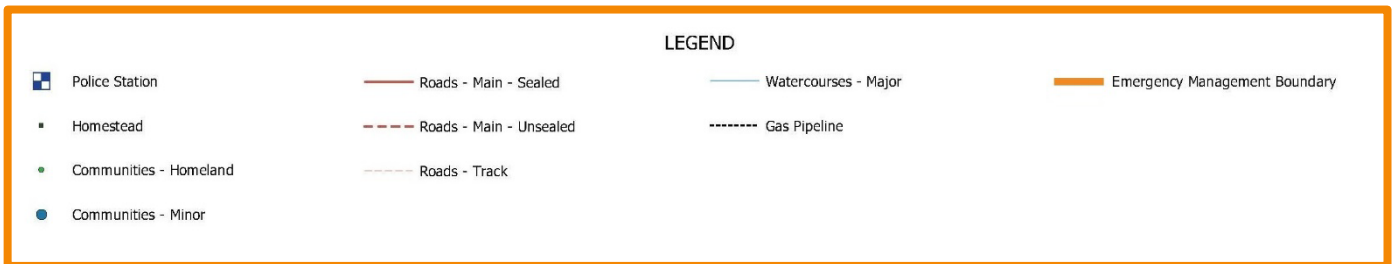 LEGEND
Police Station
Homestead
Communities - Homeland
Communities - Minor
Roads - Main - Sealed
Roads - Main - Unsealed
Roads - Track
Watercourses - Major
Gas Pipeline
Emergency Management Boundary